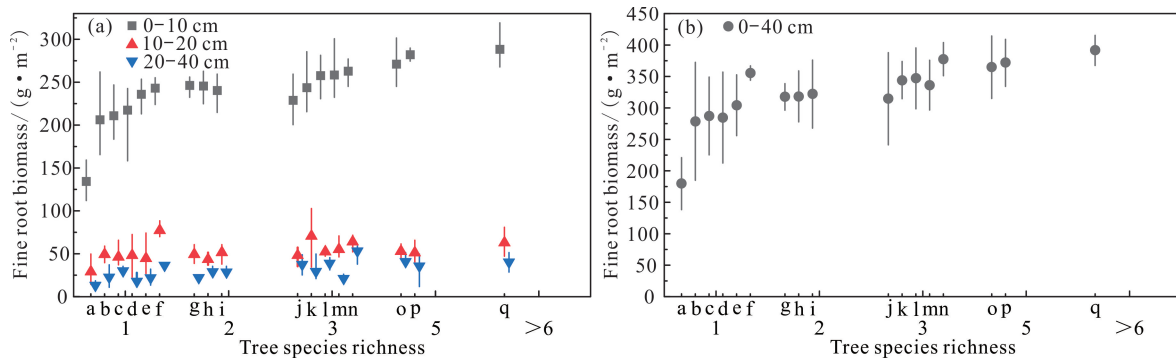 (a)
0-10 cm
10-20 cm
20-40 cm
Fine root biomass/(g·m⁻²)
300
250
200
150
100
50
0
a b c d e f g h i j k l m n o p q
1 2 3 5 >6
Tree species richness
(b)
0-40 cm
Fine root biomass/(g·m⁻²)
400
350
300
250
200
150
100
50
0
a b c d e f g h i j k l m n o p q
1 2 3 5 >6
Tree species richness